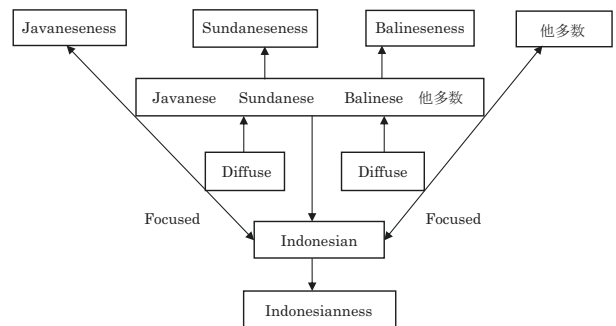 Javaneseness Sundaneseness Balineseness 他多数
Javanese Sundanese Balinese 他多数
Diffuse Diffuse
Focused Focused
Indonesian
Indonesianness